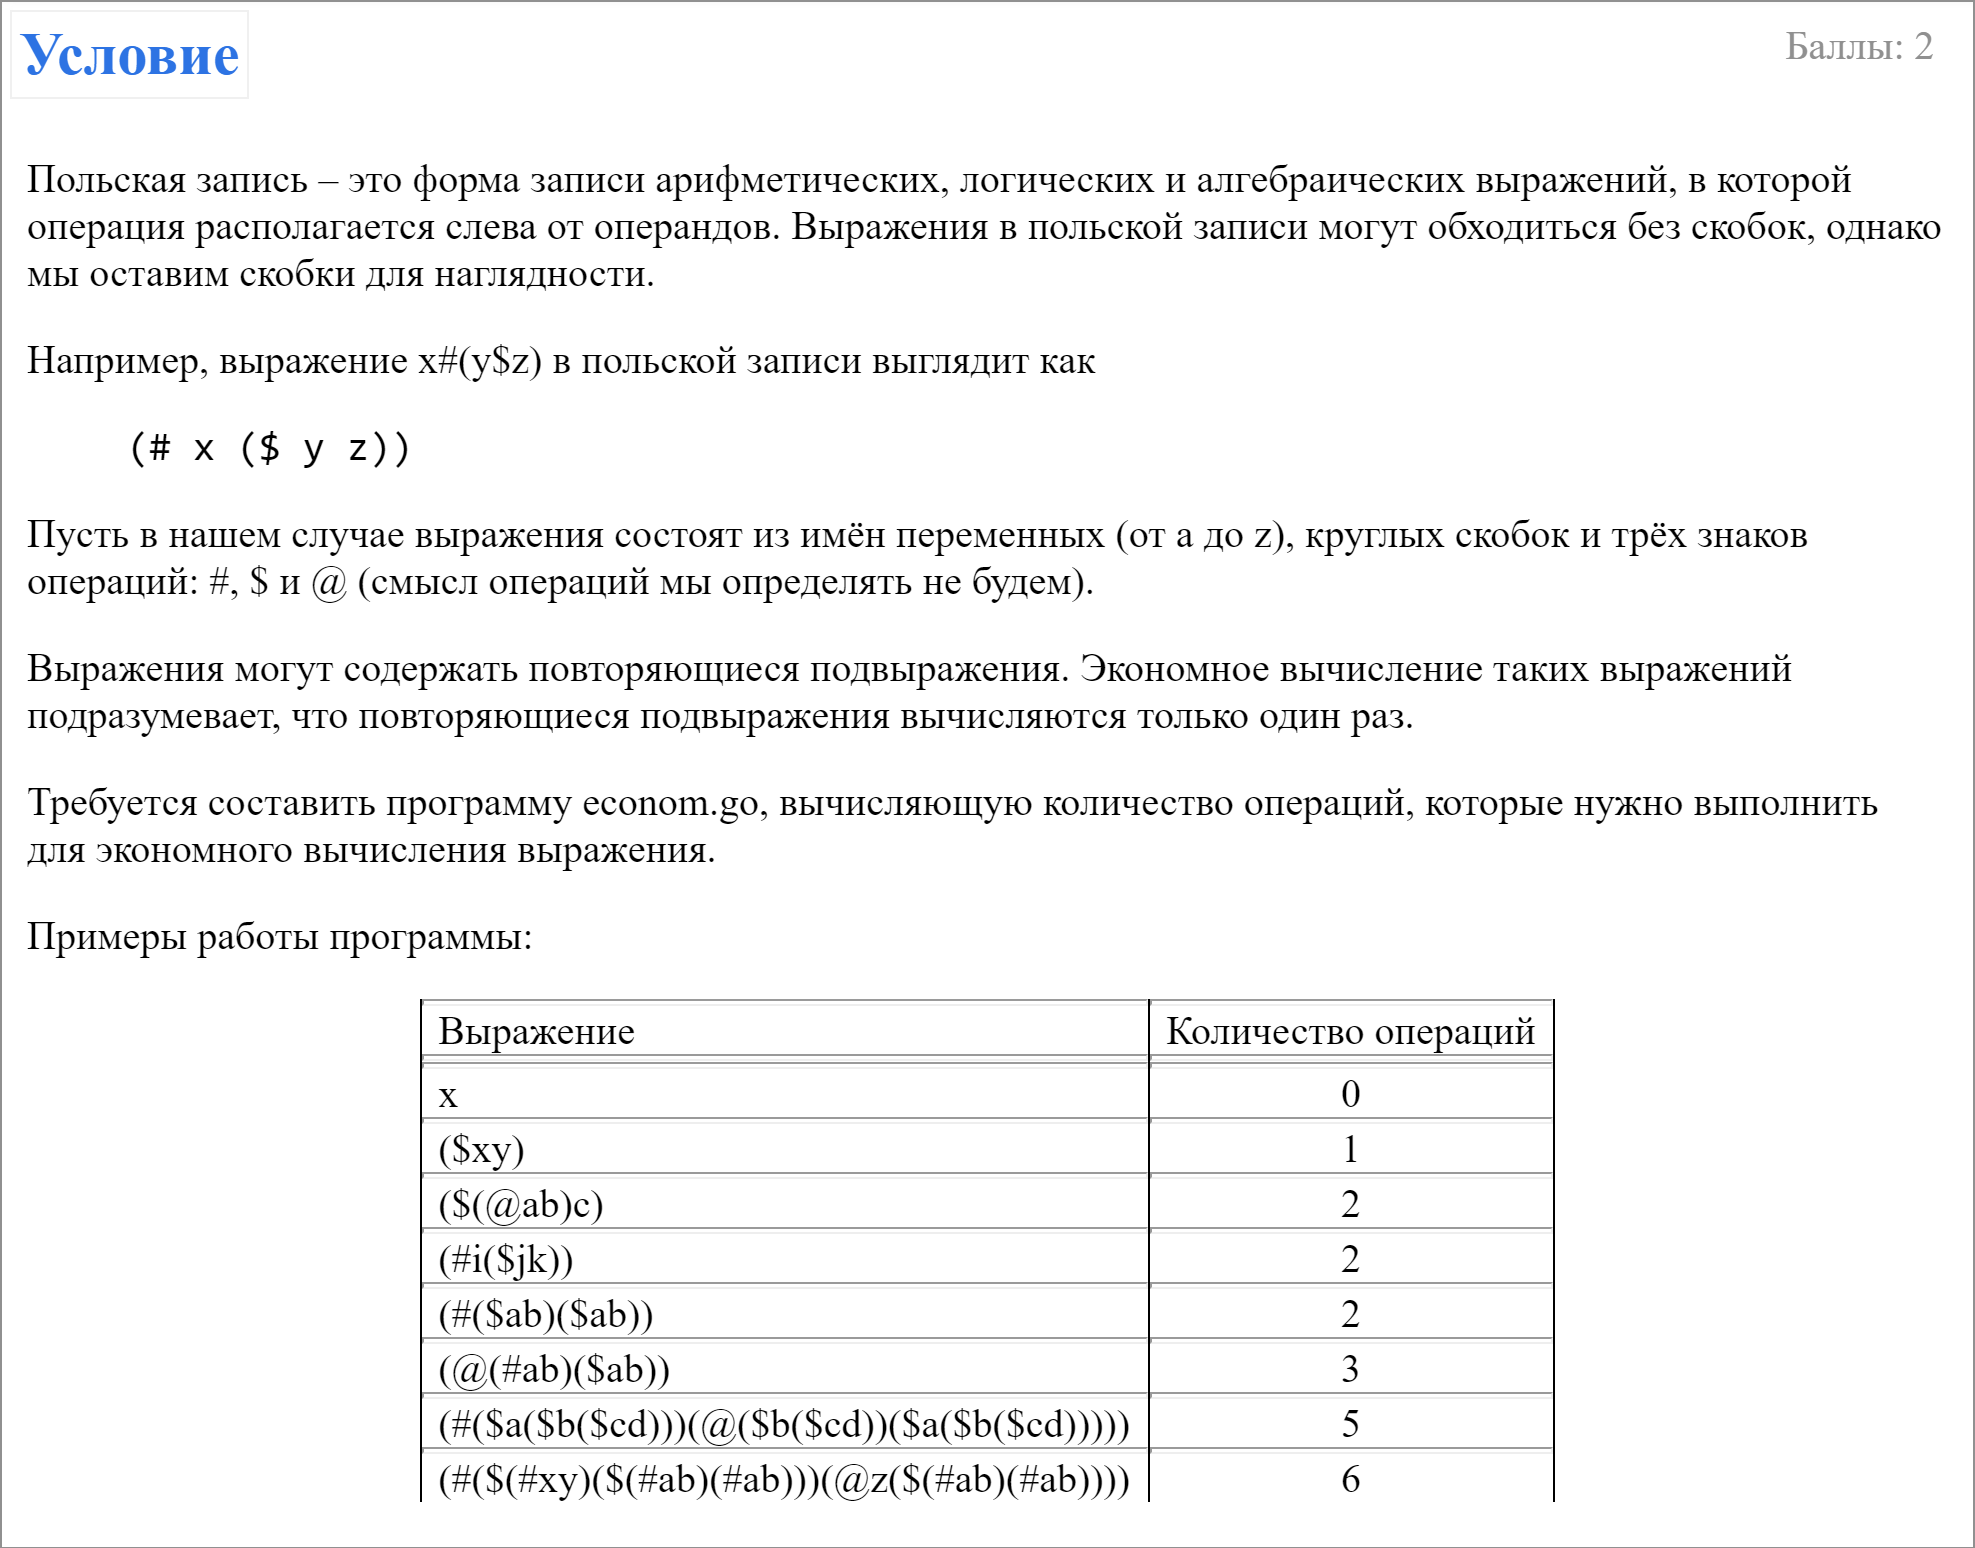 Условие
Баллы: 2
Польская запись – это форма записи арифметических, логических и алгебраических выражений, в которой
операция располагается слева от операндов. Выражения в польской записи могут обходиться без скобок, однако
мы оставим скобки для наглядности.
Например, выражение x#(y$z) в польской записи выглядит как
(# x ($ y z))
Пусть в нашем случае выражения состоят из имён переменных (от a до z), круглых скобок и трёх знаков
операций: #, $ и @ (смысл операций мы определять не будем).
Выражения могут содержать повторяющиеся подвыражения. Экономное вычисление таких выражений
подразумевает, что повторяющиеся подвыражения вычисляются только один раз.
Требуется составить программу econom.go, вычисляющую количество операций, которые нужно выполнить
для экономного вычисления выражения.
Примеры работы программы:
Выражение Количество операций
x 0
($xy) 1
($(@ab)c) 2
(#i($jk)) 2
(#($ab)($ab)) 2
(@(#ab)($ab)) 3
(#($a($b($cd)))(@($b($cd))($a($b($cd))))) 5
(#($(#xy)($(#ab)(#ab)))(@z($(#ab)(#ab)))) 6